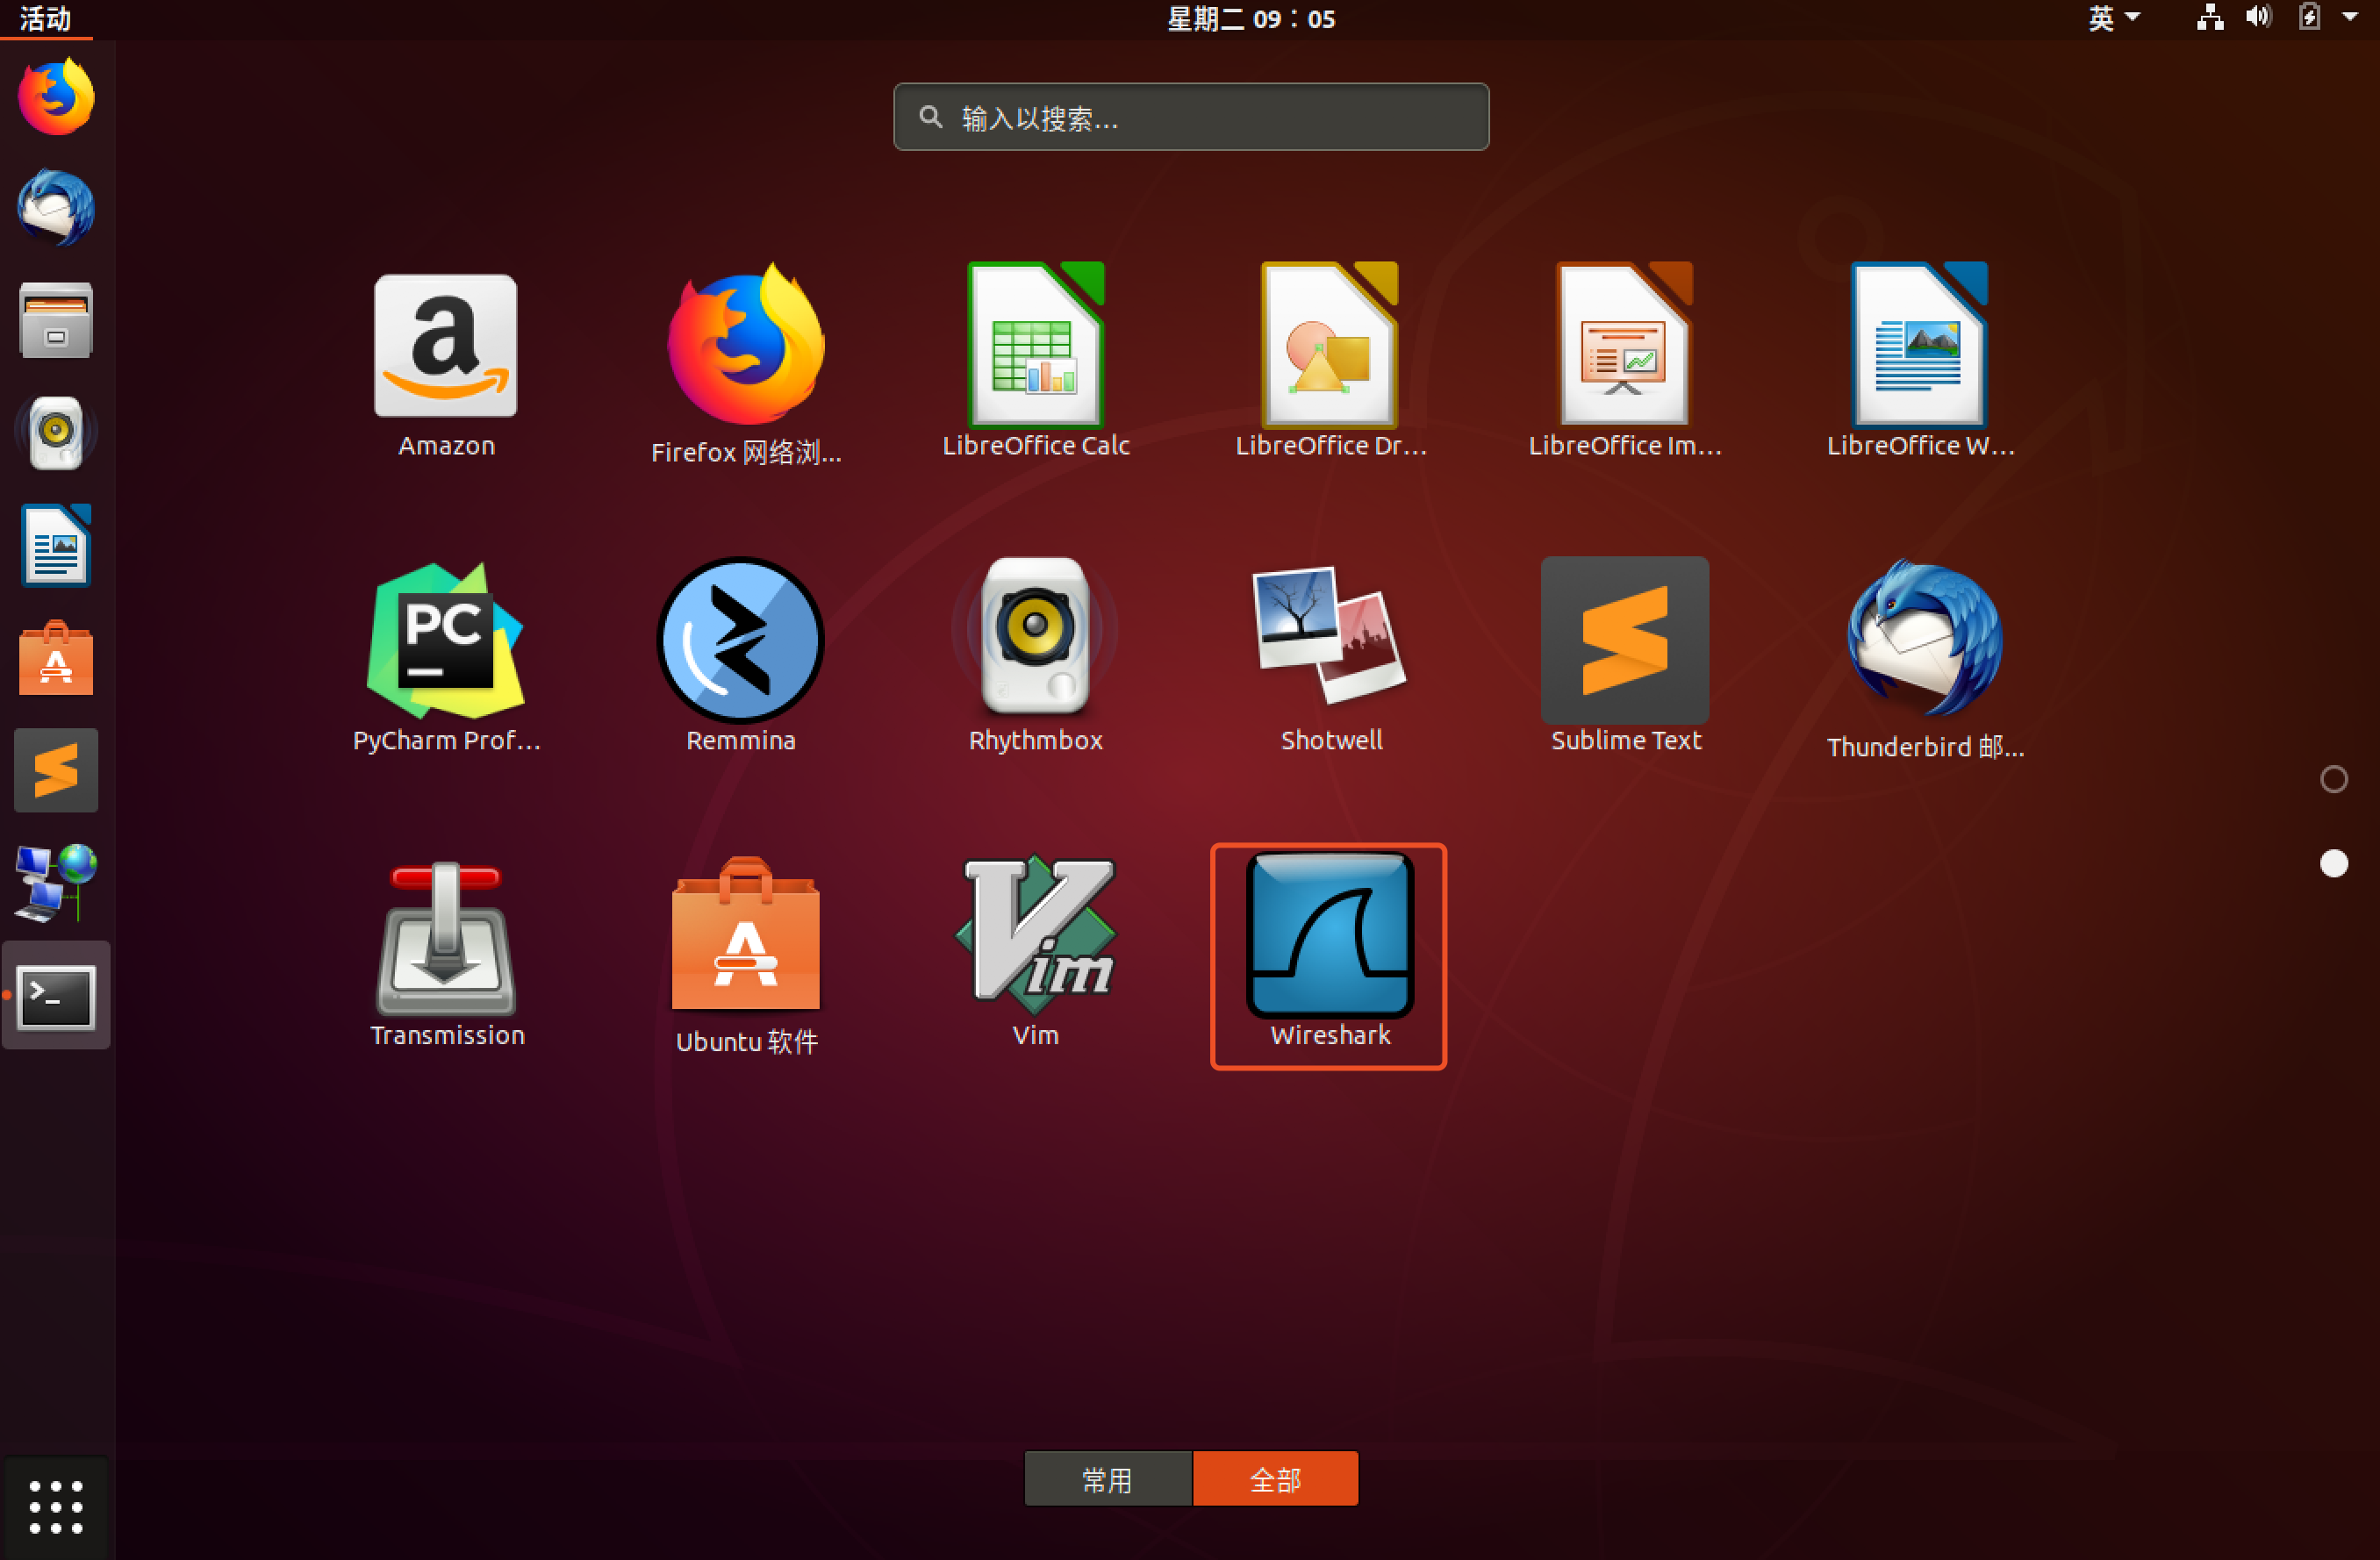 活动
星期二 09：05
英
输入以搜索...
Amazon
Firefox 网络浏...
LibreOffice Calc
LibreOffice Dr...
LibreOffice Im...
LibreOffice W...
PC
PyCharm Prof...
Remmina
Rhythmbox
Shotwell
Sublime Text
Thunderbird 邮...
Transmission
Ubuntu 软件
Vim
Vim
Wireshark
常用
全部